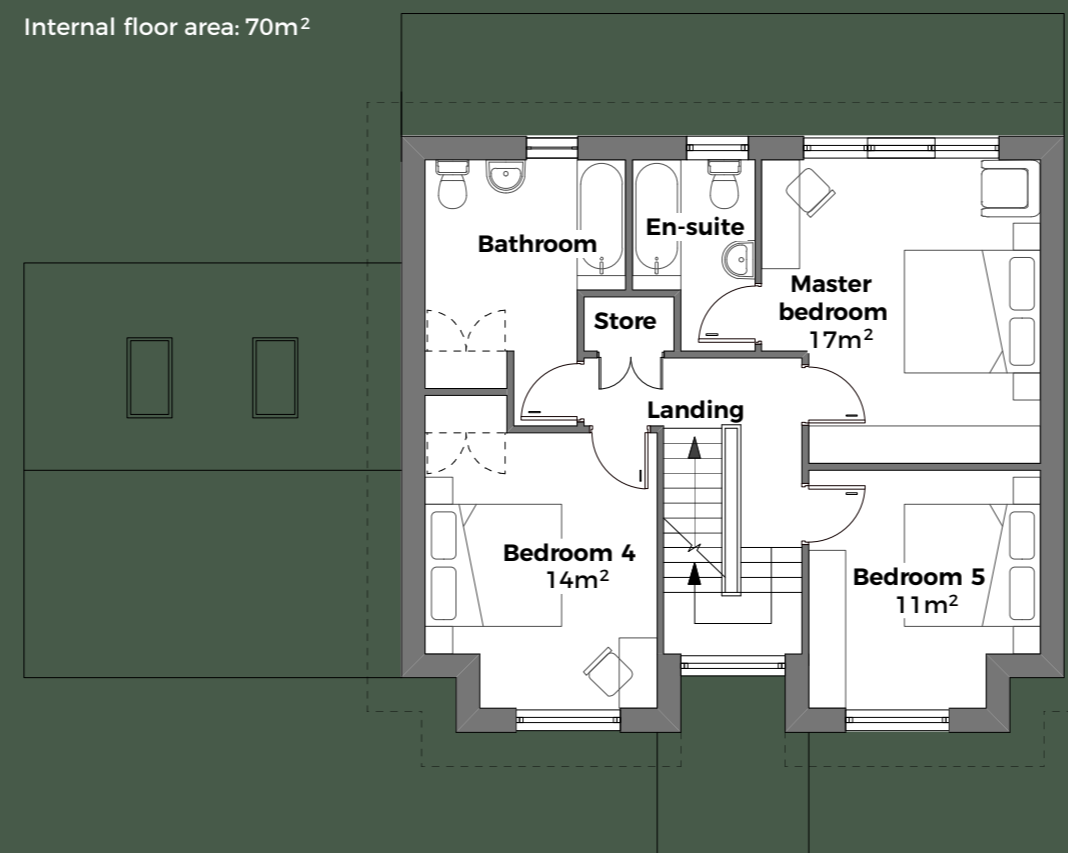 Internal floor area: 70m²
Bathroom
En-suite
Store
Master
bedroom
17m²
Landing
Bedroom 4
14m²
Bedroom 5
11m²